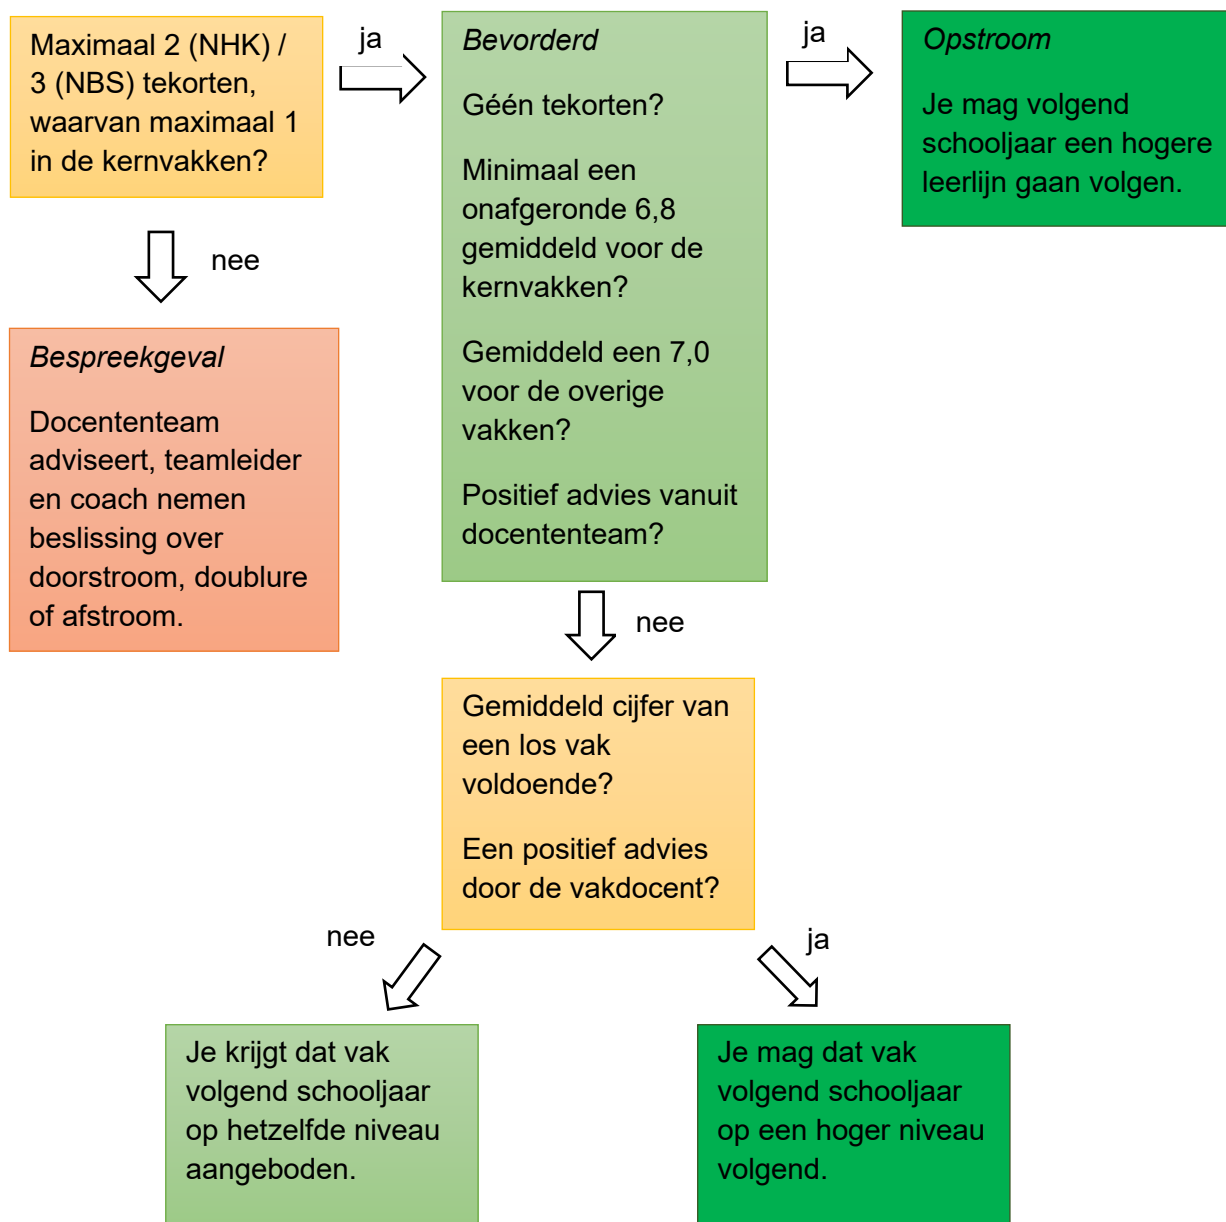 Maximaal 2 (NHK) /
3 (NBS) tekorten,
waarvan maximaal 1
in de kernvakken?
ja
Bevorderd
Géén tekorten?
Minimaal een
onafgeronde 6,8
gemiddeld voor de
kernvakken?
Gemiddeld een 7,0
voor de overige
vakken?
Positief advies vanuit
docententeam?
ja
Opstroom
Je mag volgend
schooljaar een hogere
leerlijn gaan volgen.
nee
Bespreekgeval
Docententeam
adviseert, teamleider
en coach nemen
beslissing over
doorstroom, doublure
of afstroom.
nee
Gemiddeld cijfer van
een los vak
voldoende?
Een positief advies
door de vakdocent?
nee
ja
Je krijgt dat vak
volgend schooljaar
op hetzelfde niveau
aangeboden.
Je mag dat vak
volgend schooljaar
op een hoger niveau
volgend.